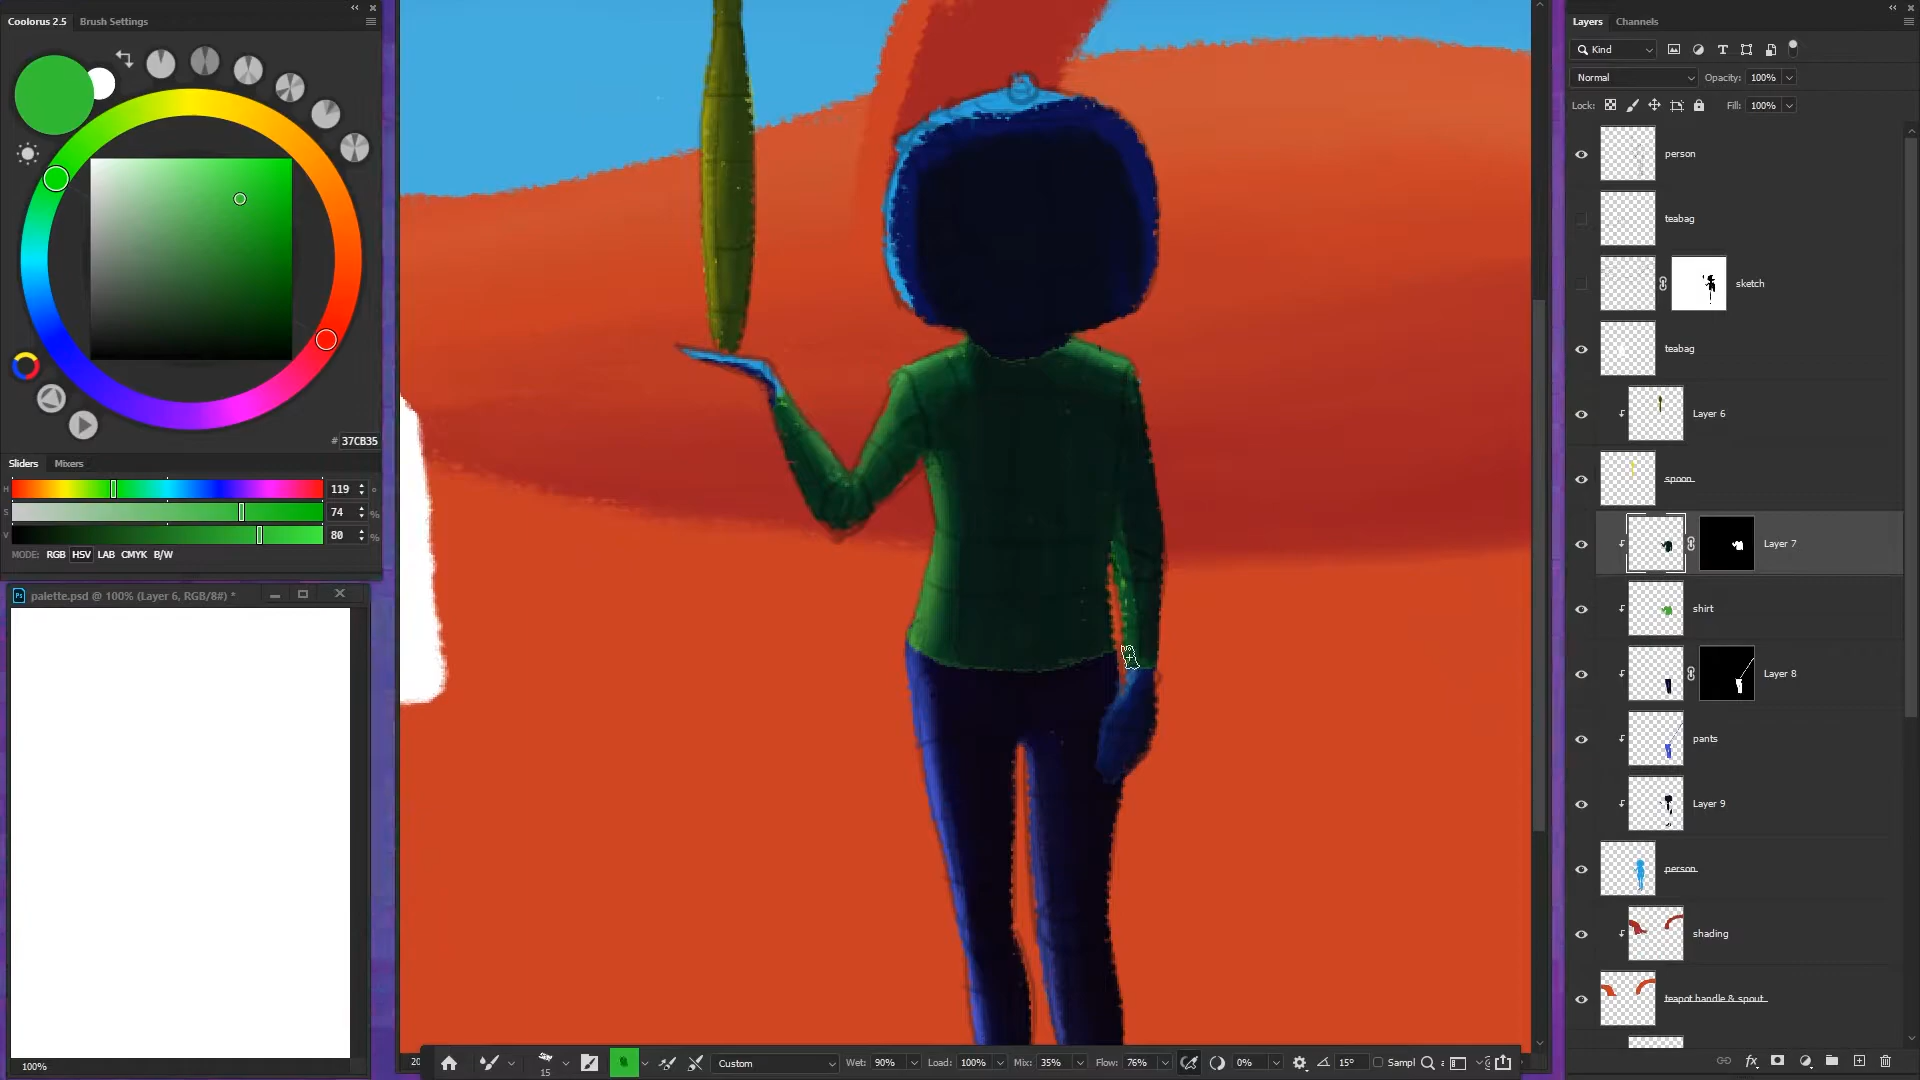 Coolorus 2.5
Brush Settings
# 37CB35
Sliders
Mixers
H
119 °
S
74 %
V
80 %
MODE: RGB HSV LAB CMYK B/W
palette.psd @ 100% (Layer 6, RGB/8#) *
100%
Layers
Channels
Kind
Normal
Opacity: 100%
Lock:
Fill: 100%
person
teabag
sketch
teabag
Layer 6
spoon
Layer 7
shirt
Layer 8
pants
Layer 9
person
shading
teapot handle & spout
15
Custom
Wet: 90%
Load: 100%
Mix: 35%
Flow: 76%
0%
15°
Sampl